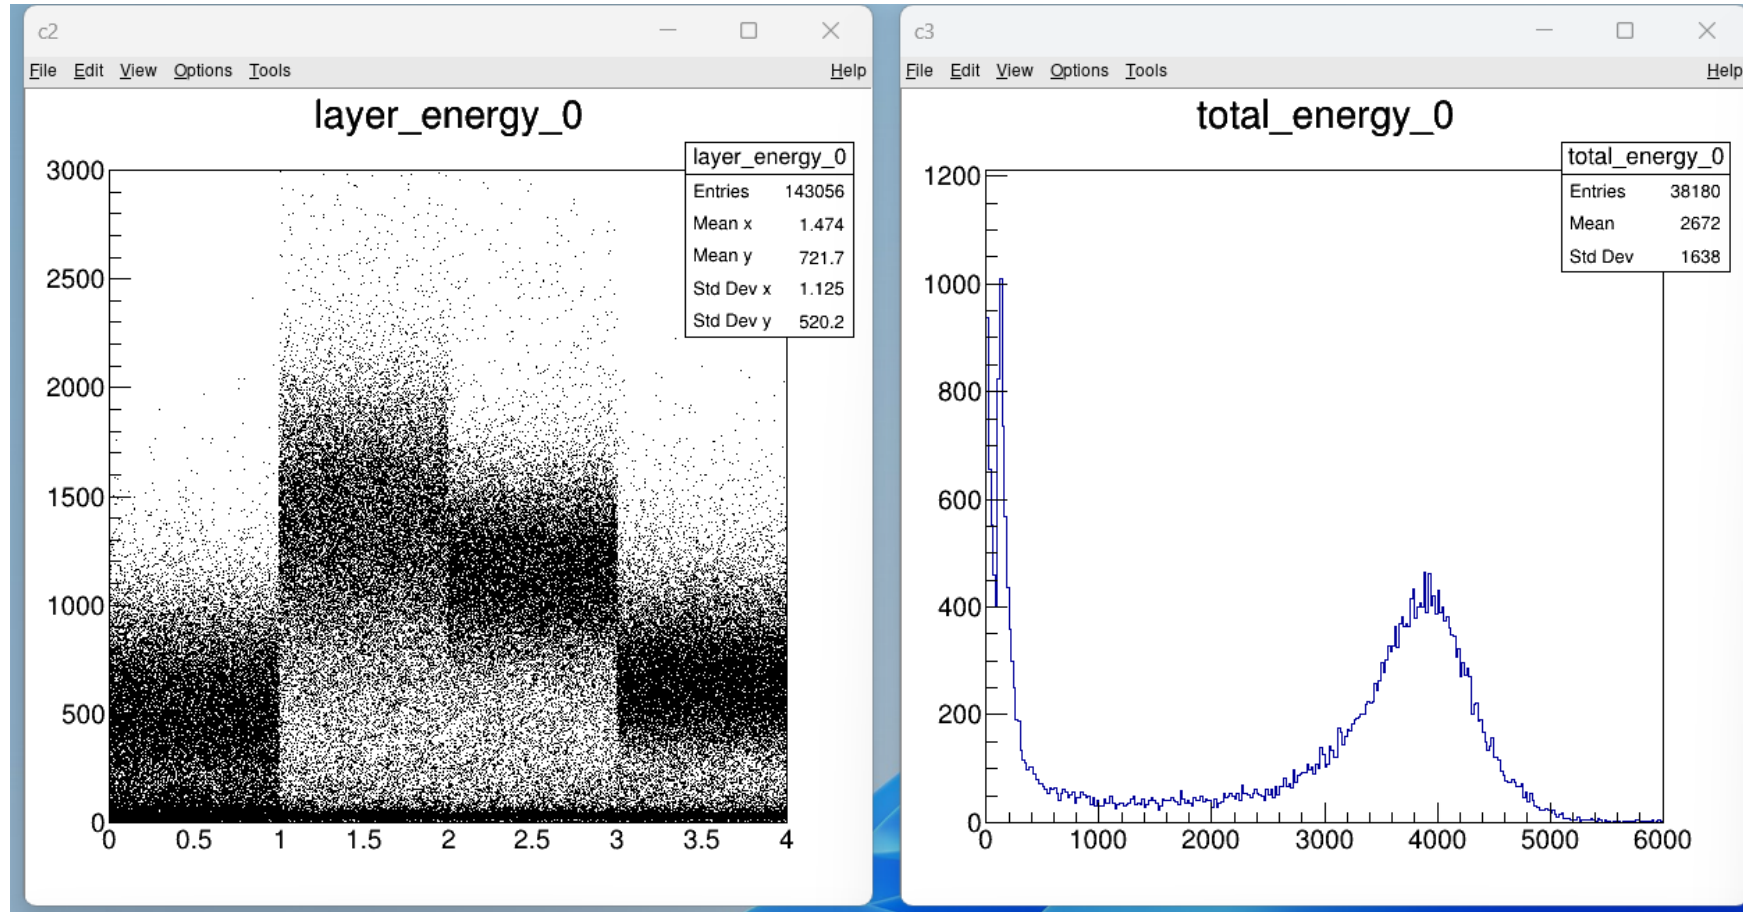 c2
File Edit View Options Tools Help
layer_energy_0
layer_energy_0
Entries 143056
Mean x 1.474
Mean y 721.7
Std Dev x 1.125
Std Dev y 520.2
3000
2500
2000
1500
1000
500
0
0 0.5 1 1.5 2 2.5 3 3.5 4
c3
File Edit View Options Tools Help
total_energy_0
total_energy_0
Entries 38180
Mean 2672
Std Dev 1638
1200
1000
800
600
400
200
0
0 1000 2000 3000 4000 5000 6000